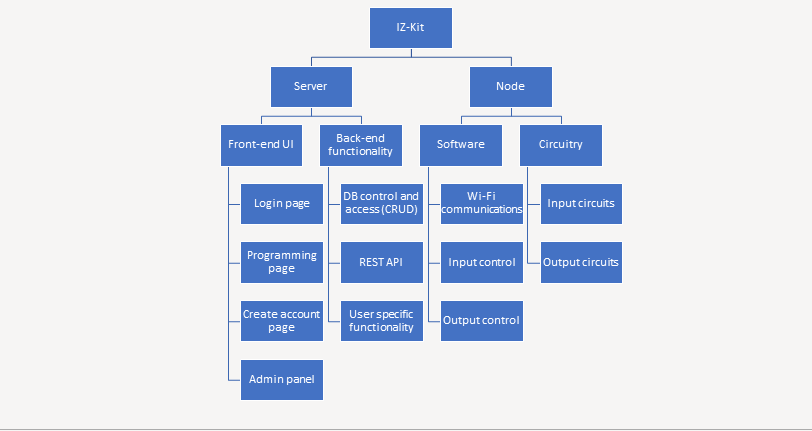 IZ-Kit
Server
Node
Front-end UI
Back-end
functionality
Software
Circuitry
Login page
DB control and
access (CRUD)
Wi-Fi
communications
Input circuits
Programming
page
REST API
Input control
Output circuits
Create account
page
User specific
functionality
Output control
Admin panel